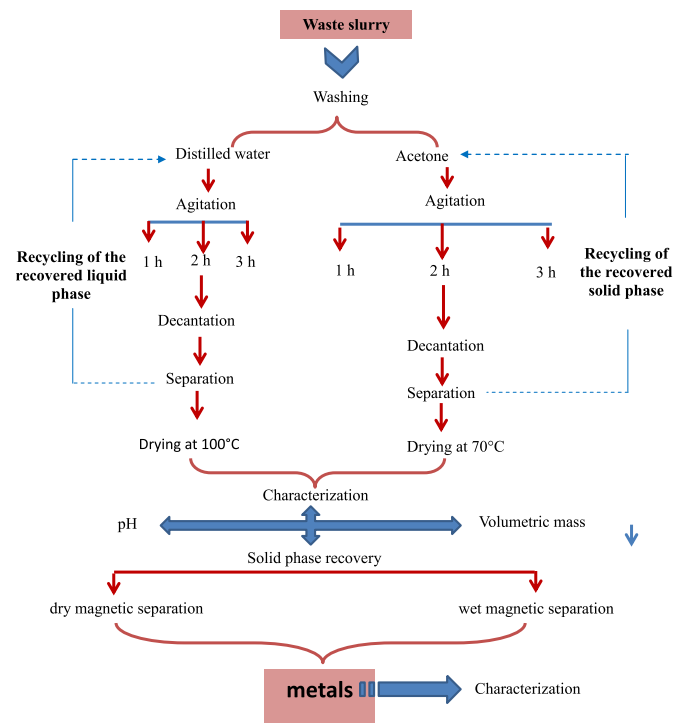 Waste slurry
Washing
Distilled water
Acetone
Agitation
Agitation
1 h
2 h
3 h
1 h
2 h
3 h
Recycling of the
recovered liquid
phase
Recycling of
the recovered
solid phase
Decantation
Decantation
Separation
Separation
Drying at 100°C
Drying at 70°C
Characterization
pH
Volumetric mass
Solid phase recovery
dry magnetic separation
wet magnetic separation
metals
Characterization